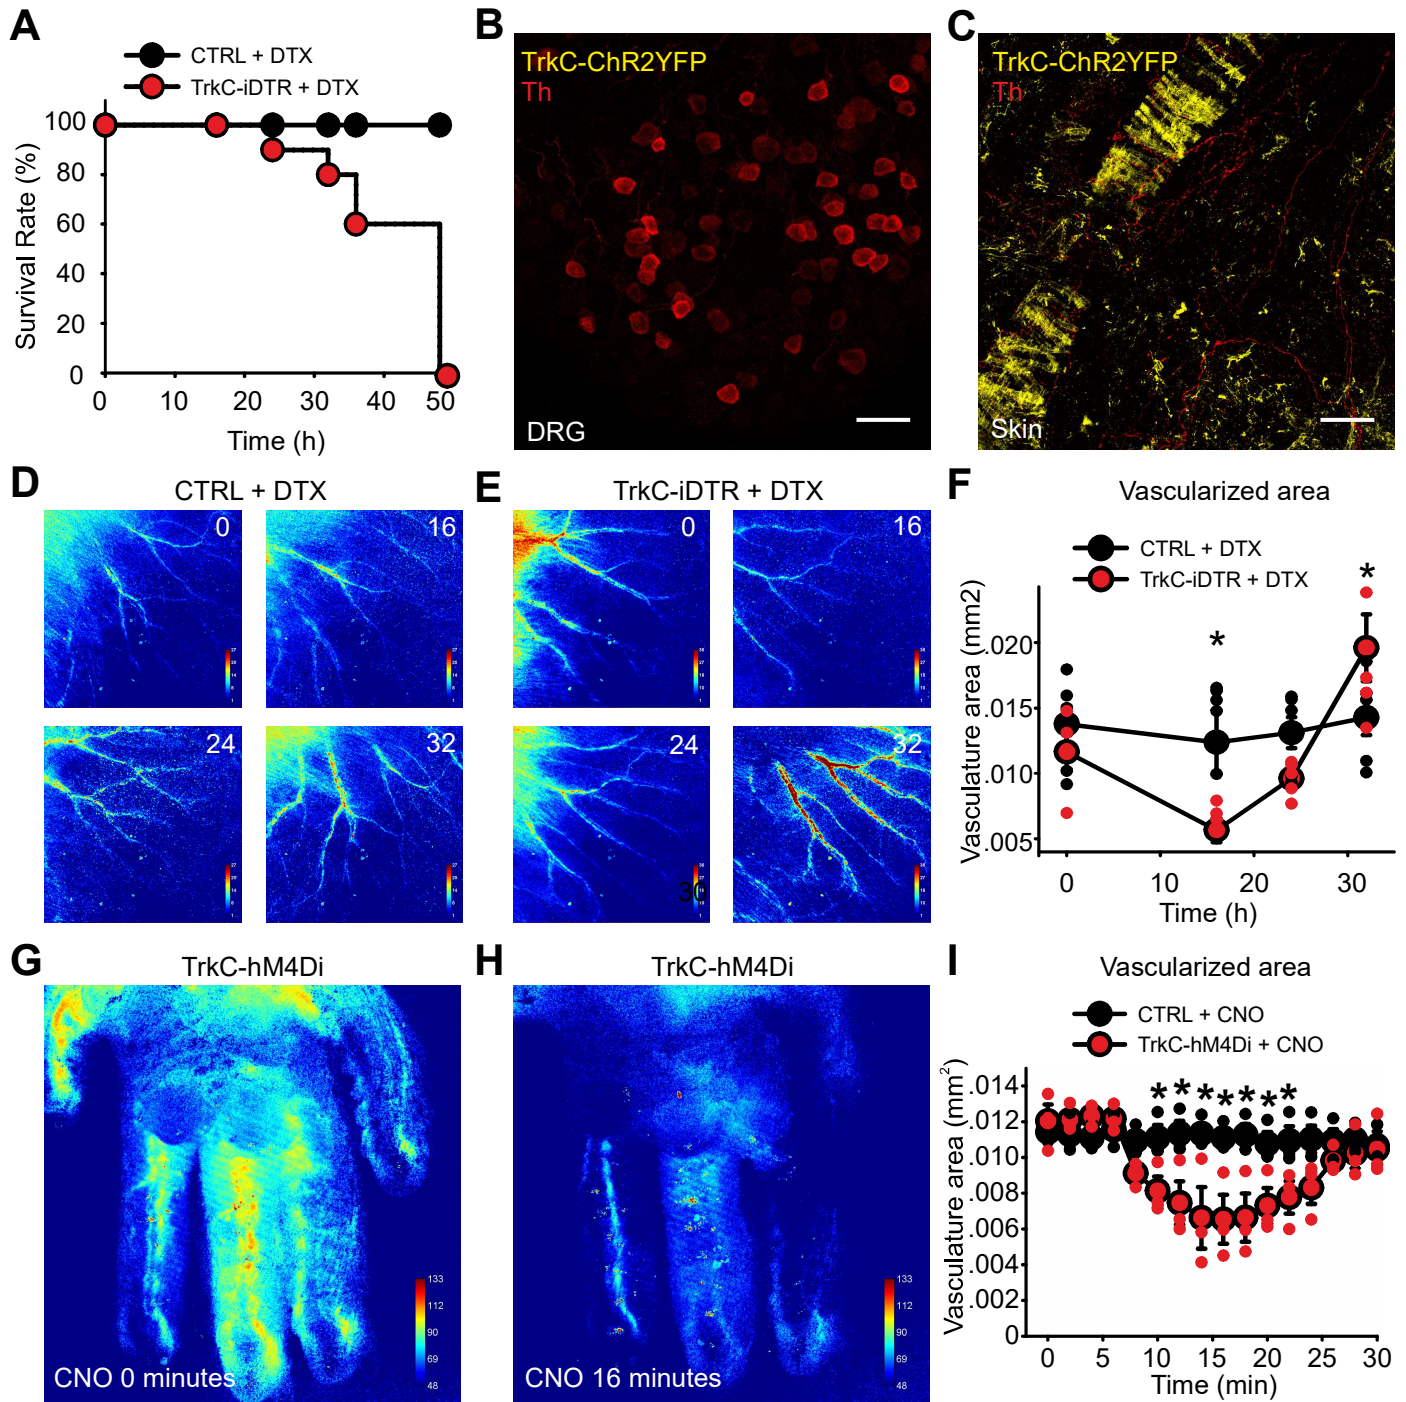 A
CTRL + DTX
TrkC-iDTR + DTX
Survival Rate (%)
100
80
60
40
20
0
0 10 20 30 40 50
Time (h)
B
TrkC-ChR2YFP
Th
DRG
C
TrkC-ChR2YFP
Th
Skin
D
CTRL + DTX
0
16
24
32
E
TrkC-iDTR + DTX
0
16
24
30
32
F
Vascularized area
CTRL + DTX
TrkC-iDTR + DTX
* *
Vasculature area (mm2)
.020
.015
.010
.005
0 10 20 30
Time (h)
G
TrkC-hM4Di
CNO 0 minutes
133
112
90
69
48
H
TrkC-hM4Di
CNO 16 minutes
133
112
90
69
48
I
Vascularized area
CTRL + CNO
TrkC-hM4Di + CNO
* * * * * * *
Vasculature area (mm²)
.014
.012
.010
.008
.006
.004
.002
0
0 5 10 15 20 25 30
Time (min)